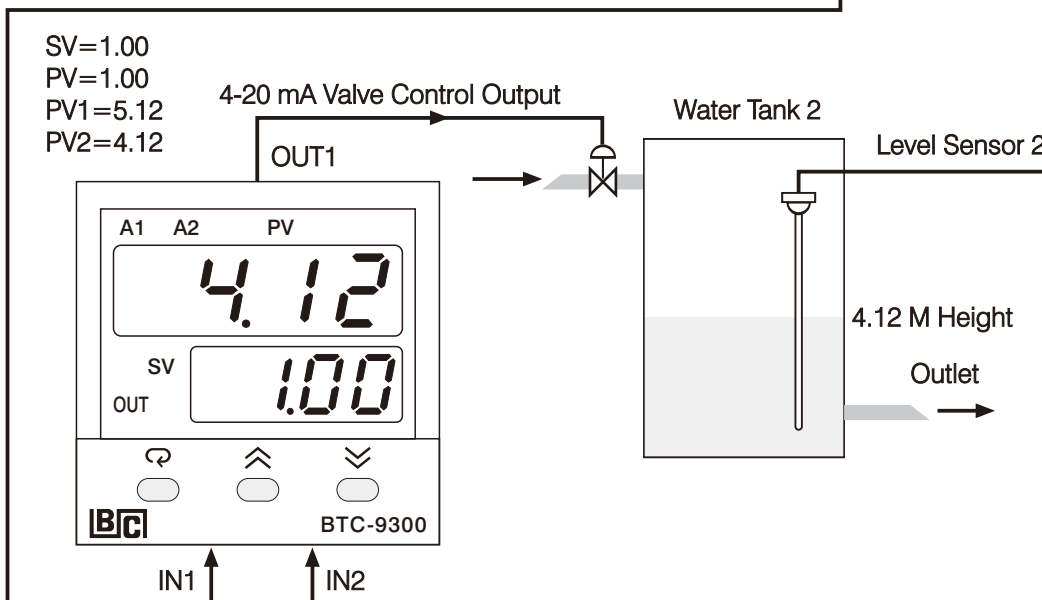 SV=1.00
PV=1.00
PV1=5.12
PV2=4.12
4-20 mA Valve Control Output
OUT1
Water Tank 2
Level Sensor 2
A1 A2 PV
4.12
SV
1.00
OUT
4.12 M Height
Outlet
BC
BTC-9300
IN1
IN2